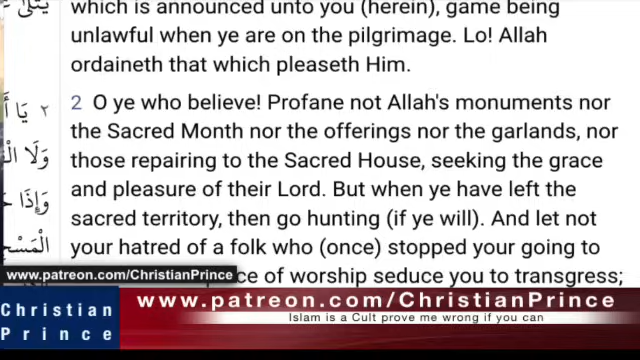 which is announced unto you (herein), game being
unlawful when ye are on the pilgrimage. Lo! Allah
ordaineth that which pleaseth Him.
2 O ye who believe! Profane not Allah's monuments nor
the Sacred Month nor the offerings nor the garlands, nor
those repairing to the Sacred House, seeking the grace
and pleasure of their Lord. But when ye have left the
sacred territory, then go hunting (if ye will). And let not
your hatred of a folk who (once) stopped your going to
of worship seduce you to transgress;
٢ يَا
وَلَا
وَإِذَا
www.patreon.com/ChristianPrince
Christian
Prince
www.patreon.com/ChristianPrince
Islam is a Cult prove me wrong if you can